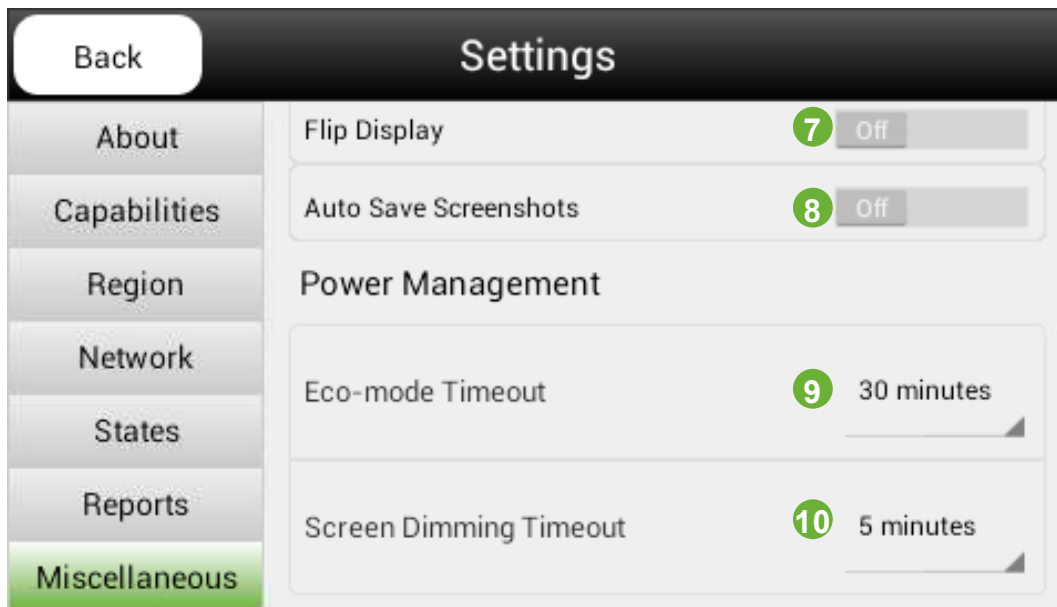 Back
Settings
About
Capabilities
Region
Network
States
Reports
Miscellaneous
Flip Display 7 Off
Auto Save Screenshots 8 Off
Power Management
Eco-mode Timeout 9 30 minutes
Screen Dimming Timeout 10 5 minutes